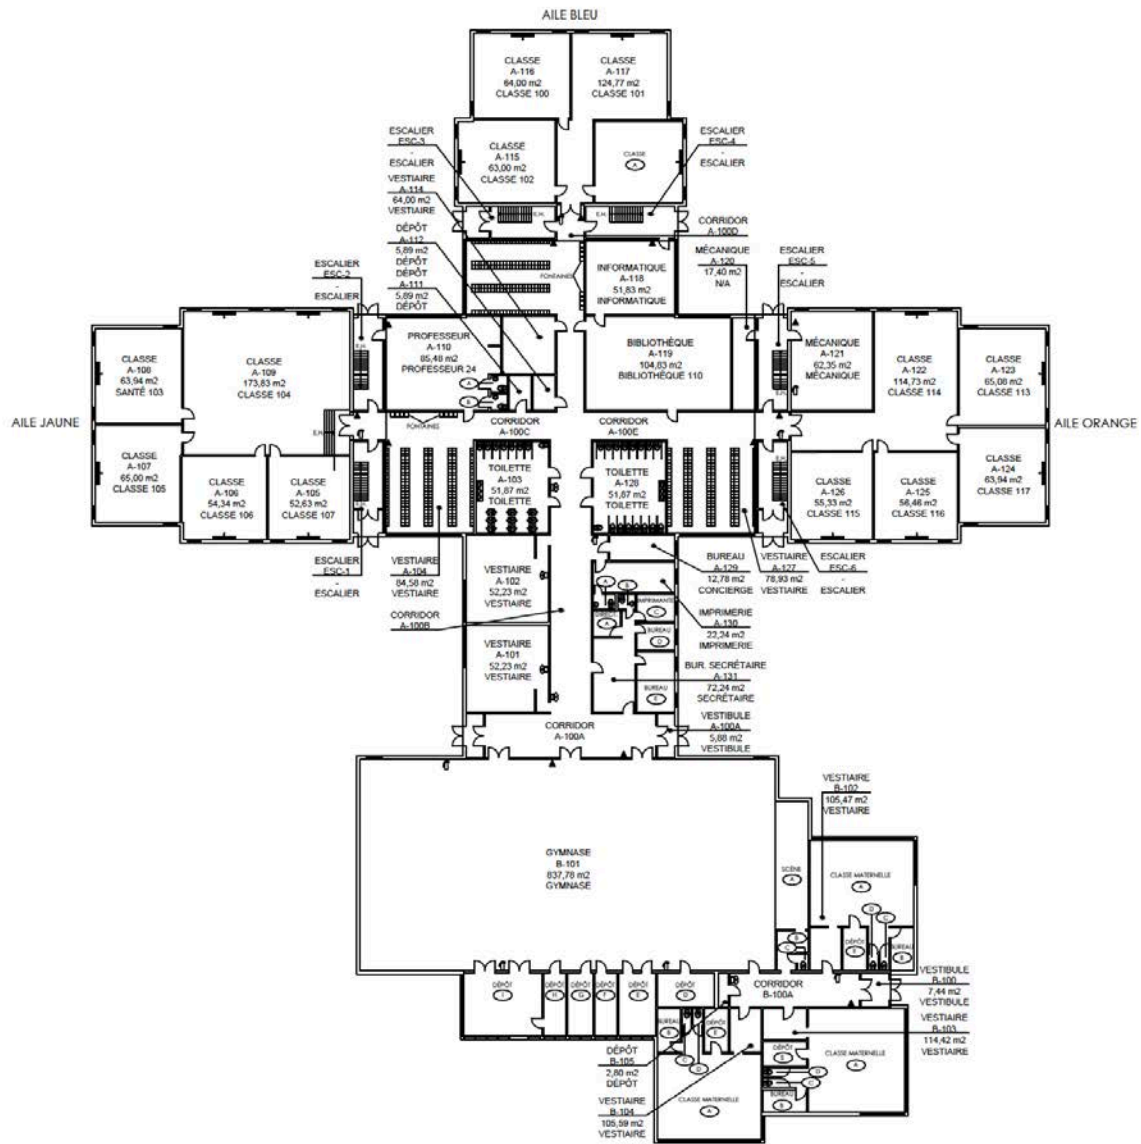 AILE BLEU
CLASSE
A-116
64,00 m2
CLASSE 100
CLASSE
A-117
124,77 m2
CLASSE 101
ESCALIER
ESC-3
-
ESCALIER
CLASSE
A-115
63,00 m2
CLASSE 102
CLASSE
A
ESCALIER
ESC-4
-
ESCALIER
VESTIAIRE
A-114
64,00 m2
VESTIAIRE
E.H.
E.H.
CORRIDOR
A-100D
DÉPÔT
A-112
5,89 m2
DÉPÔT
DÉPÔT
A-111
5,89 m2
DÉPÔT
FONTAINES
INFORMATIQUE
A-118
51,83 m2
INFORMATIQUE
MÉCANIQUE
A-120
17,40 m2
N/A
ESCALIER
ESC-5
-
ESCALIER
ESCALIER
ESC-2
-
ESCALIER
CLASSE
A-108
63,94 m2
SANTÉ 103
CLASSE
A-109
173,83 m2
CLASSE 104
E.H.
PROFESSEUR
A-110
85,48 m2
PROFESSEUR 24
A
B
BIBLIOTHÈQUE
A-119
104,83 m2
BIBLIOTHÈQUE 110
E.H.
MÉCANIQUE
A-121
62,35 m2
MÉCANIQUE
CLASSE
A-122
114,73 m2
CLASSE 114
CLASSE
A-123
65,08 m2
CLASSE 113
AILE JAUNE
AILE ORANGE
E.H.
FONTAINES
CORRIDOR
A-100C
CORRIDOR
A-100E
CLASSE
A-107
65,00 m2
CLASSE 105
CLASSE
A-106
54,34 m2
CLASSE 106
CLASSE
A-105
52,63 m2
CLASSE 107
E.H.
TOILETTE
A-103
51,87 m2
TOILETTE
TOILETTE
A-128
51,87 m2
TOILETTE
E.H.
CLASSE
A-126
55,33 m2
CLASSE 115
CLASSE
A-125
56,46 m2
CLASSE 116
CLASSE
A-124
63,94 m2
CLASSE 117
ESCALIER
ESC-1
-
ESCALIER
VESTIAIRE
A-104
84,58 m2
VESTIAIRE
VESTIAIRE
A-102
52,23 m2
VESTIAIRE
BUREAU
A-129
12,78 m2
CONCIERGE
VESTIAIRE
A-127
78,93 m2
VESTIAIRE
ESCALIER
ESC-6
-
ESCALIER
CORRIDOR
A-100B
A
B
IMPRIMANTE
C
DIRECT.
A
BUREAU
D
IMPRIMERIE
A-130
22,24 m2
IMPRIMERIE
VESTIAIRE
A-101
52,23 m2
VESTIAIRE
BUREAU
E
BUR. SECRÉTAIRE
A-131
72,24 m2
SECRÉTAIRE
CORRIDOR
A-100A
VESTIBULE
A-100A
5,88 m2
VESTIBULE
VESTIAIRE
B-102
105,47 m2
VESTIAIRE
GYMNASE
B-101
837,78 m2
GYMNASE
SCÈNE
A
CLASSE MATERNELLE
A
D
C
B
C
DÉPÔT
E
BUREAU
B
DÉPÔT
I
DÉPÔT
H
DÉPÔT
G
DÉPÔT
F
DÉPÔT
E
DÉPÔT
D
CORRIDOR
B-100A
VESTIBULE
B-100
7,44 m2
VESTIBULE
BUREAU
B
DÉPÔT
E
C
D
VESTIAIRE
B-103
114,42 m2
VESTIAIRE
DÉPÔT
B-105
2,80 m2
DÉPÔT
DÉPÔT
E
CLASSE MATERNELLE
A
D
C
BUREAU
B
VESTIAIRE
B-104
105,59 m2
VESTIAIRE
CLASSE MATERNELLE
A